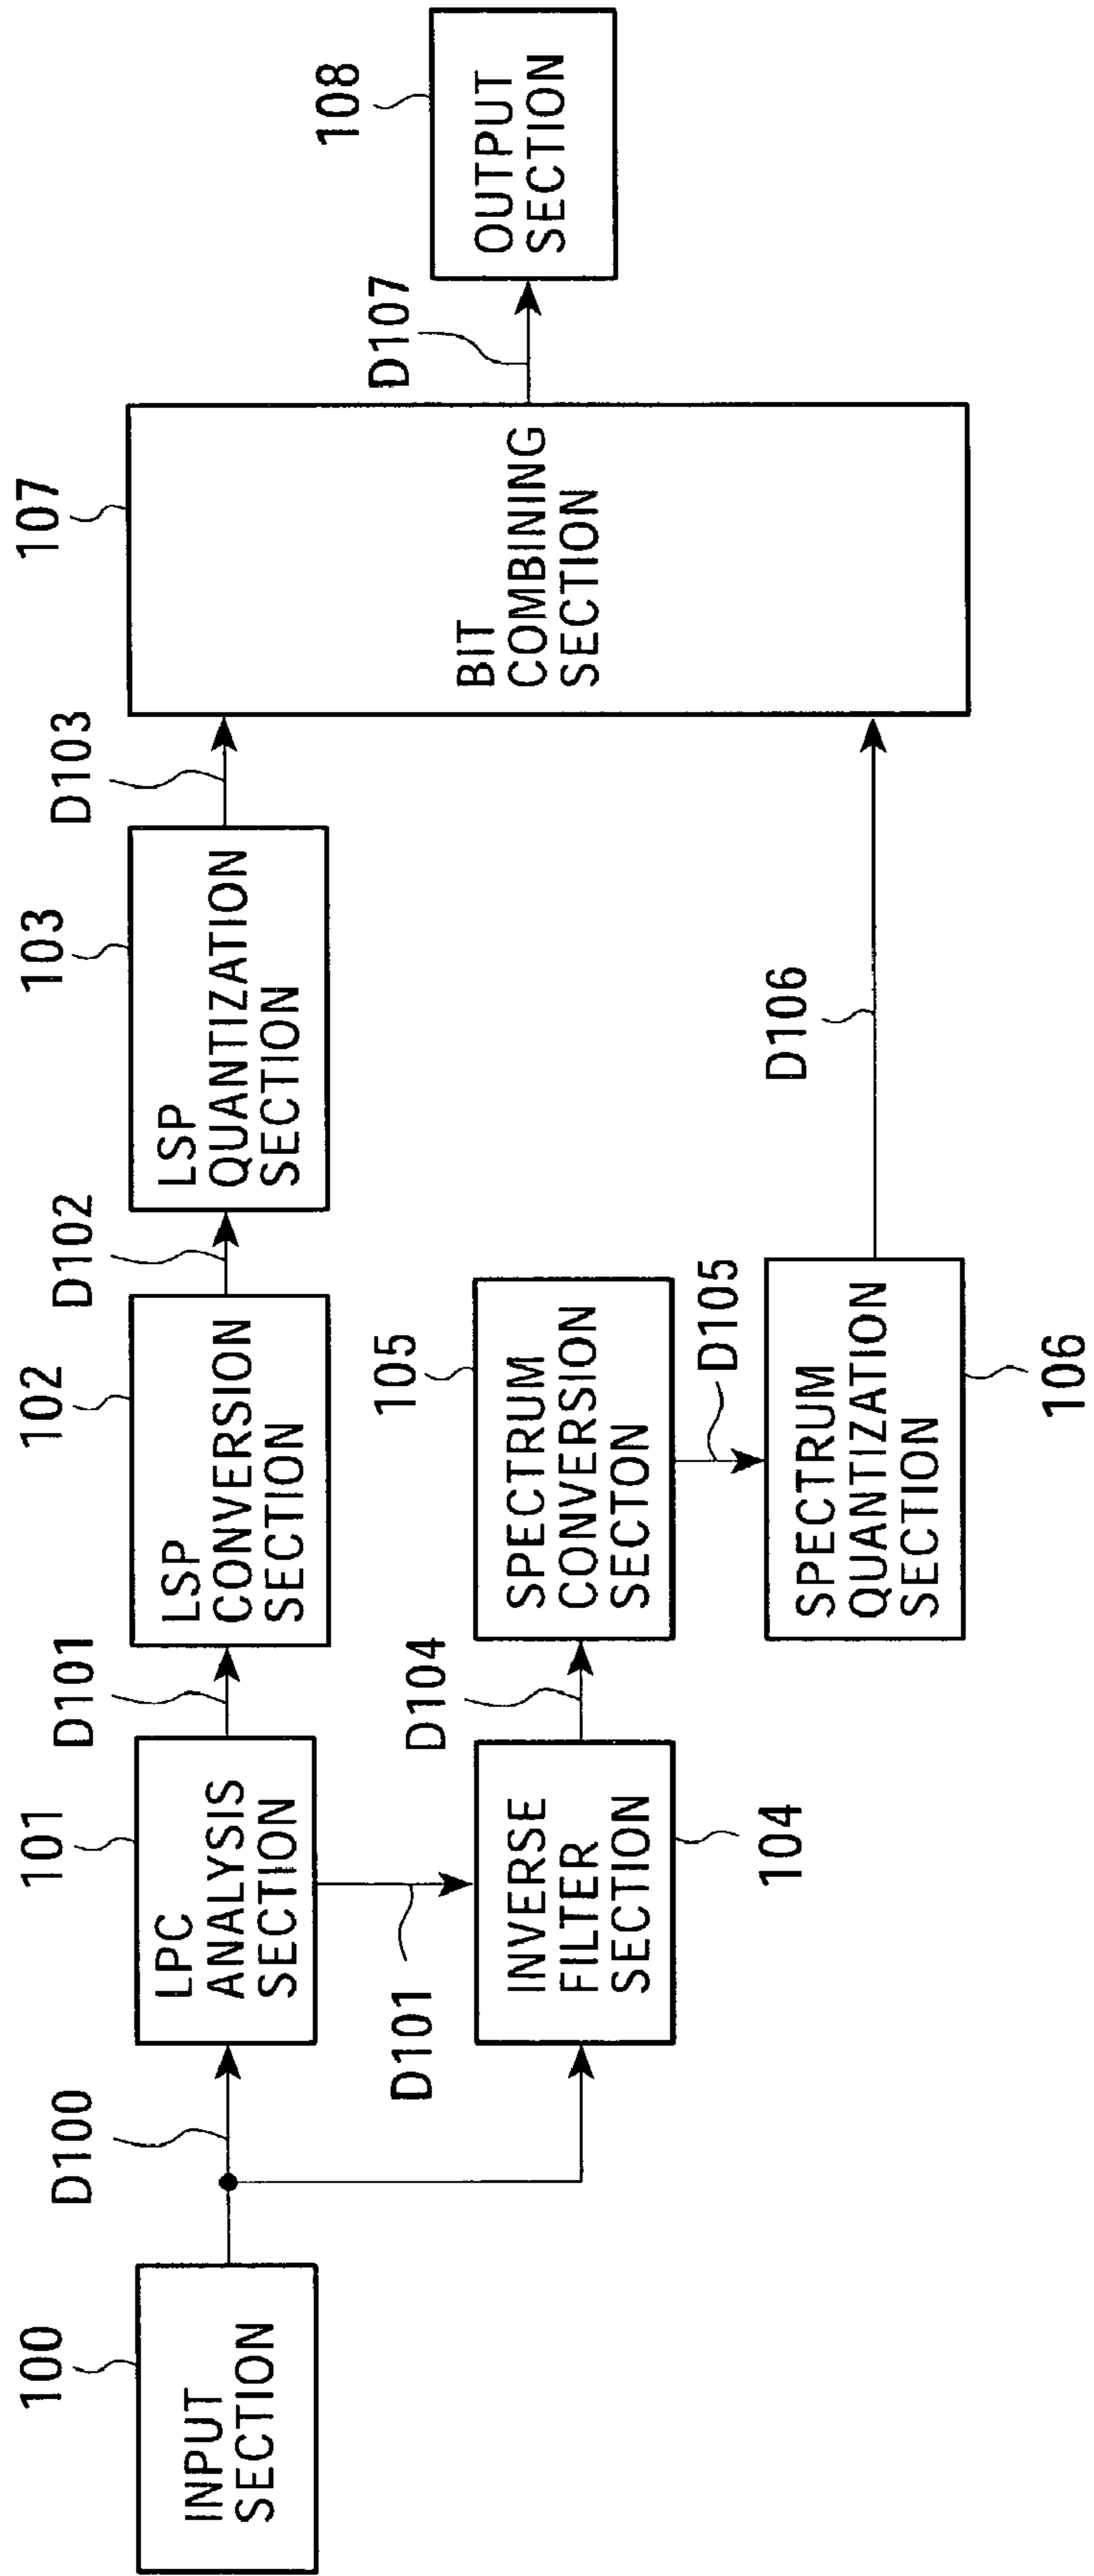 100
INPUT
SECTION
D100
101
LPC
ANALYSIS
SECTION
D101
102
LSP
CONVERSION
SECTION
D102
103
LSP
QUANTIZATION
SECTION
D103
D101
INVERSE
FILTER
SECTION
104
D104
105
SPECTRUM
CONVERSION
SECTON
D105
SPECTRUM
QUANTIZATION
SECTION
106
D106
107
BIT
COMBINING
SECTION
D107
108
OUTPUT
SECTION